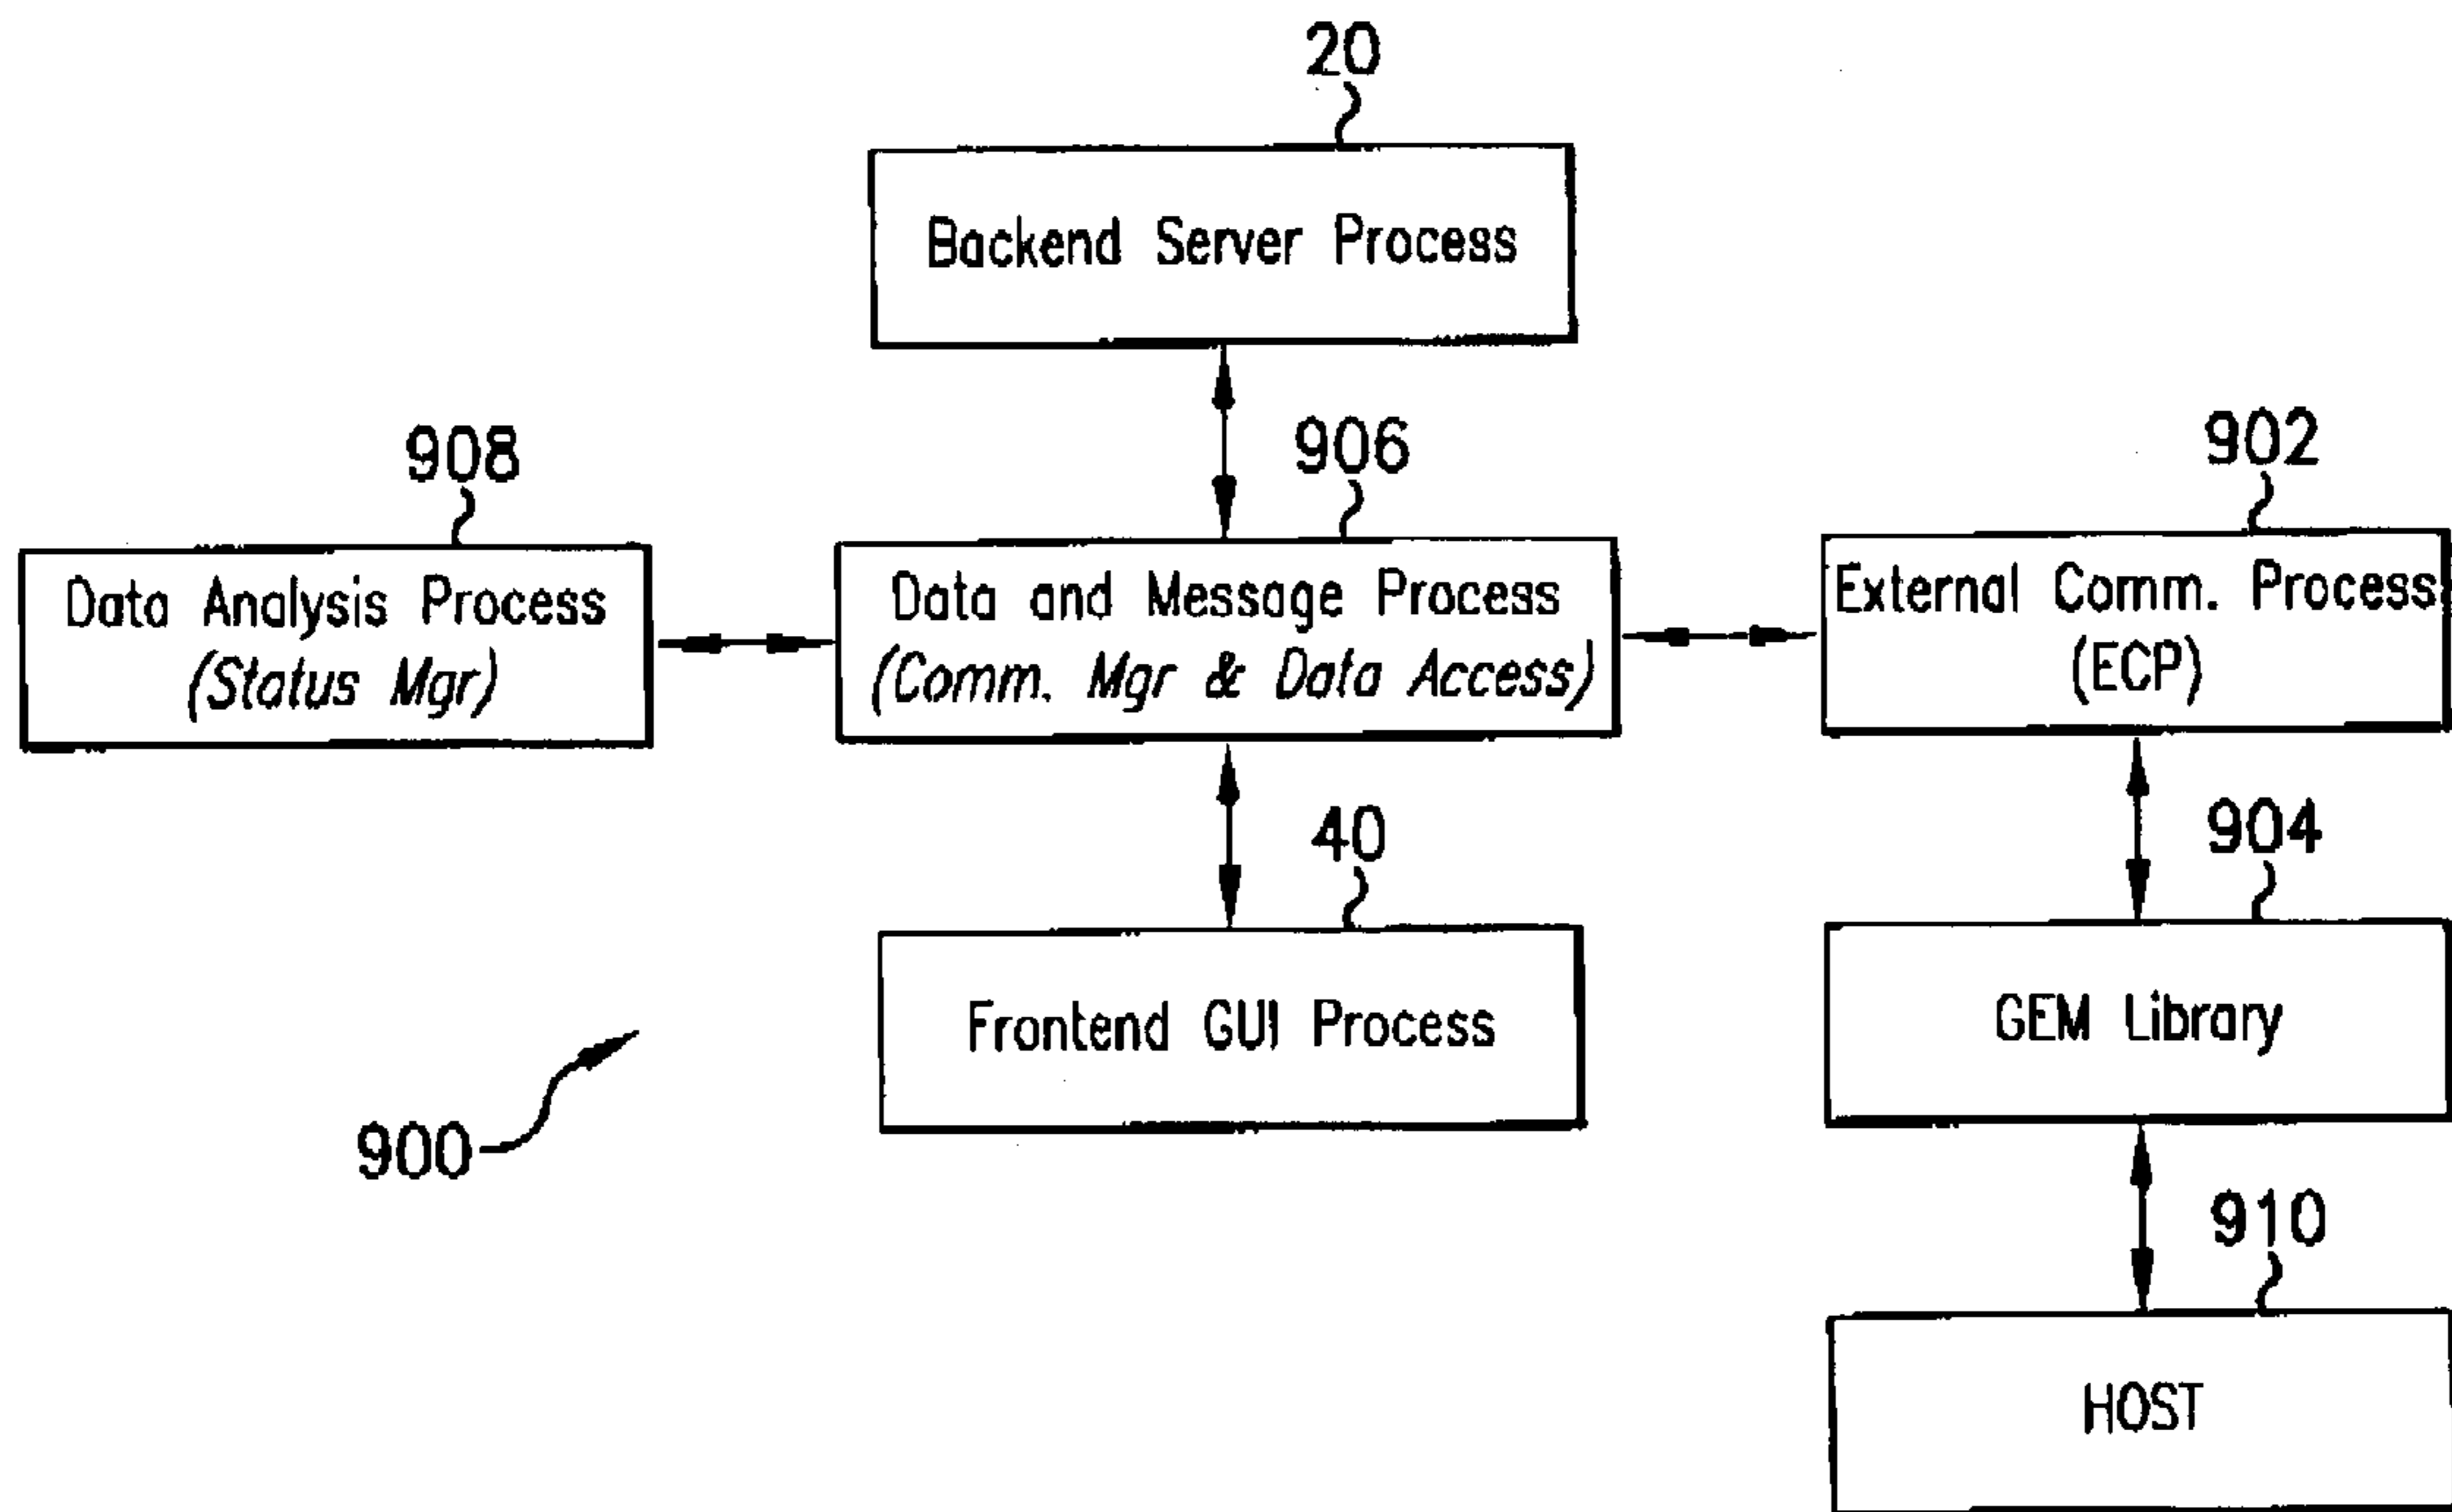 20
Backend Server Process
908
906
902
Data Analysis Process
(Status Mgr)
Data and Message Process
(Comm. Mgr & Data Access)
External Comm. Process
(ECP)
40
904
Frontend GUI Process
GEM Library
900
910
HOST